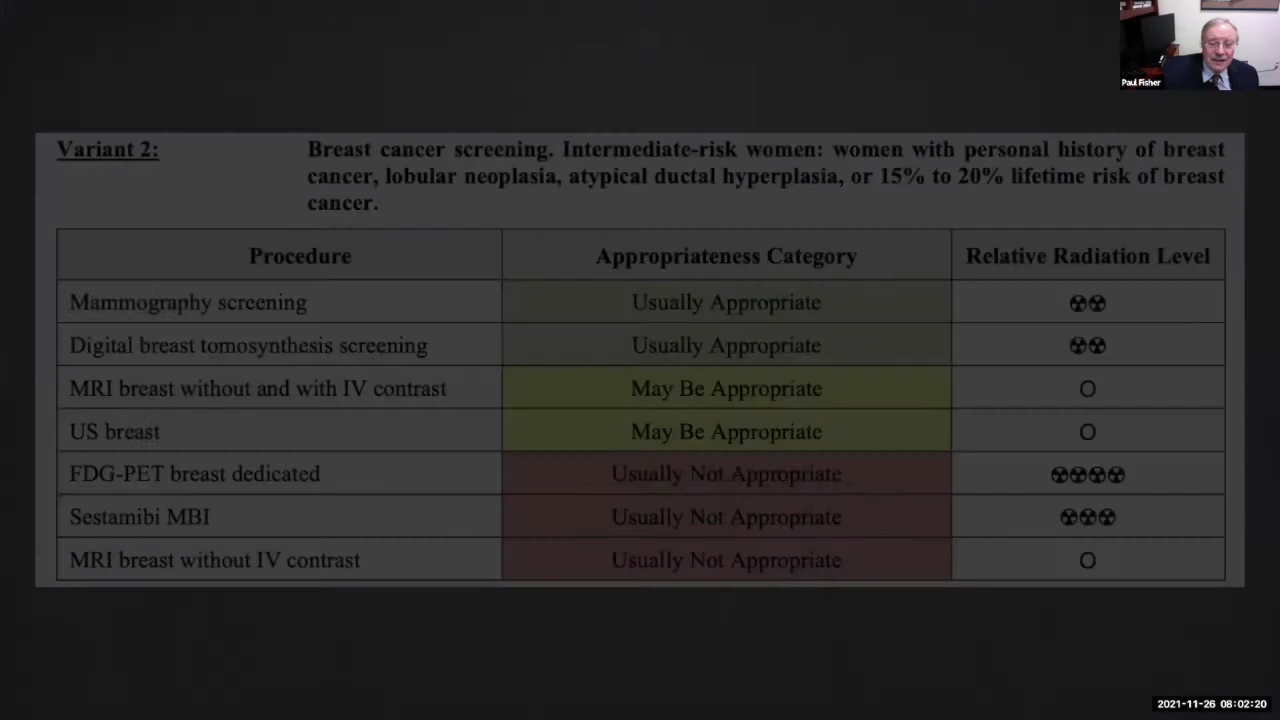 Paul Fisher
Variant 2: Breast cancer screening. Intermediate-risk women: women with personal history of breast
cancer, lobular neoplasia, atypical ductal hyperplasia, or 15% to 20% lifetime risk of breast
cancer.
Procedure Appropriateness Category Relative Radiation Level
Mammography screening Usually Appropriate ☢☢
Digital breast tomosynthesis screening Usually Appropriate ☢☢
MRI breast without and with IV contrast May Be Appropriate O
US breast May Be Appropriate O
FDG-PET breast dedicated Usually Not Appropriate ☢☢☢☢
Sestamibi MBI Usually Not Appropriate ☢☢☢
MRI breast without IV contrast Usually Not Appropriate O
2021-11-26 08:02:20